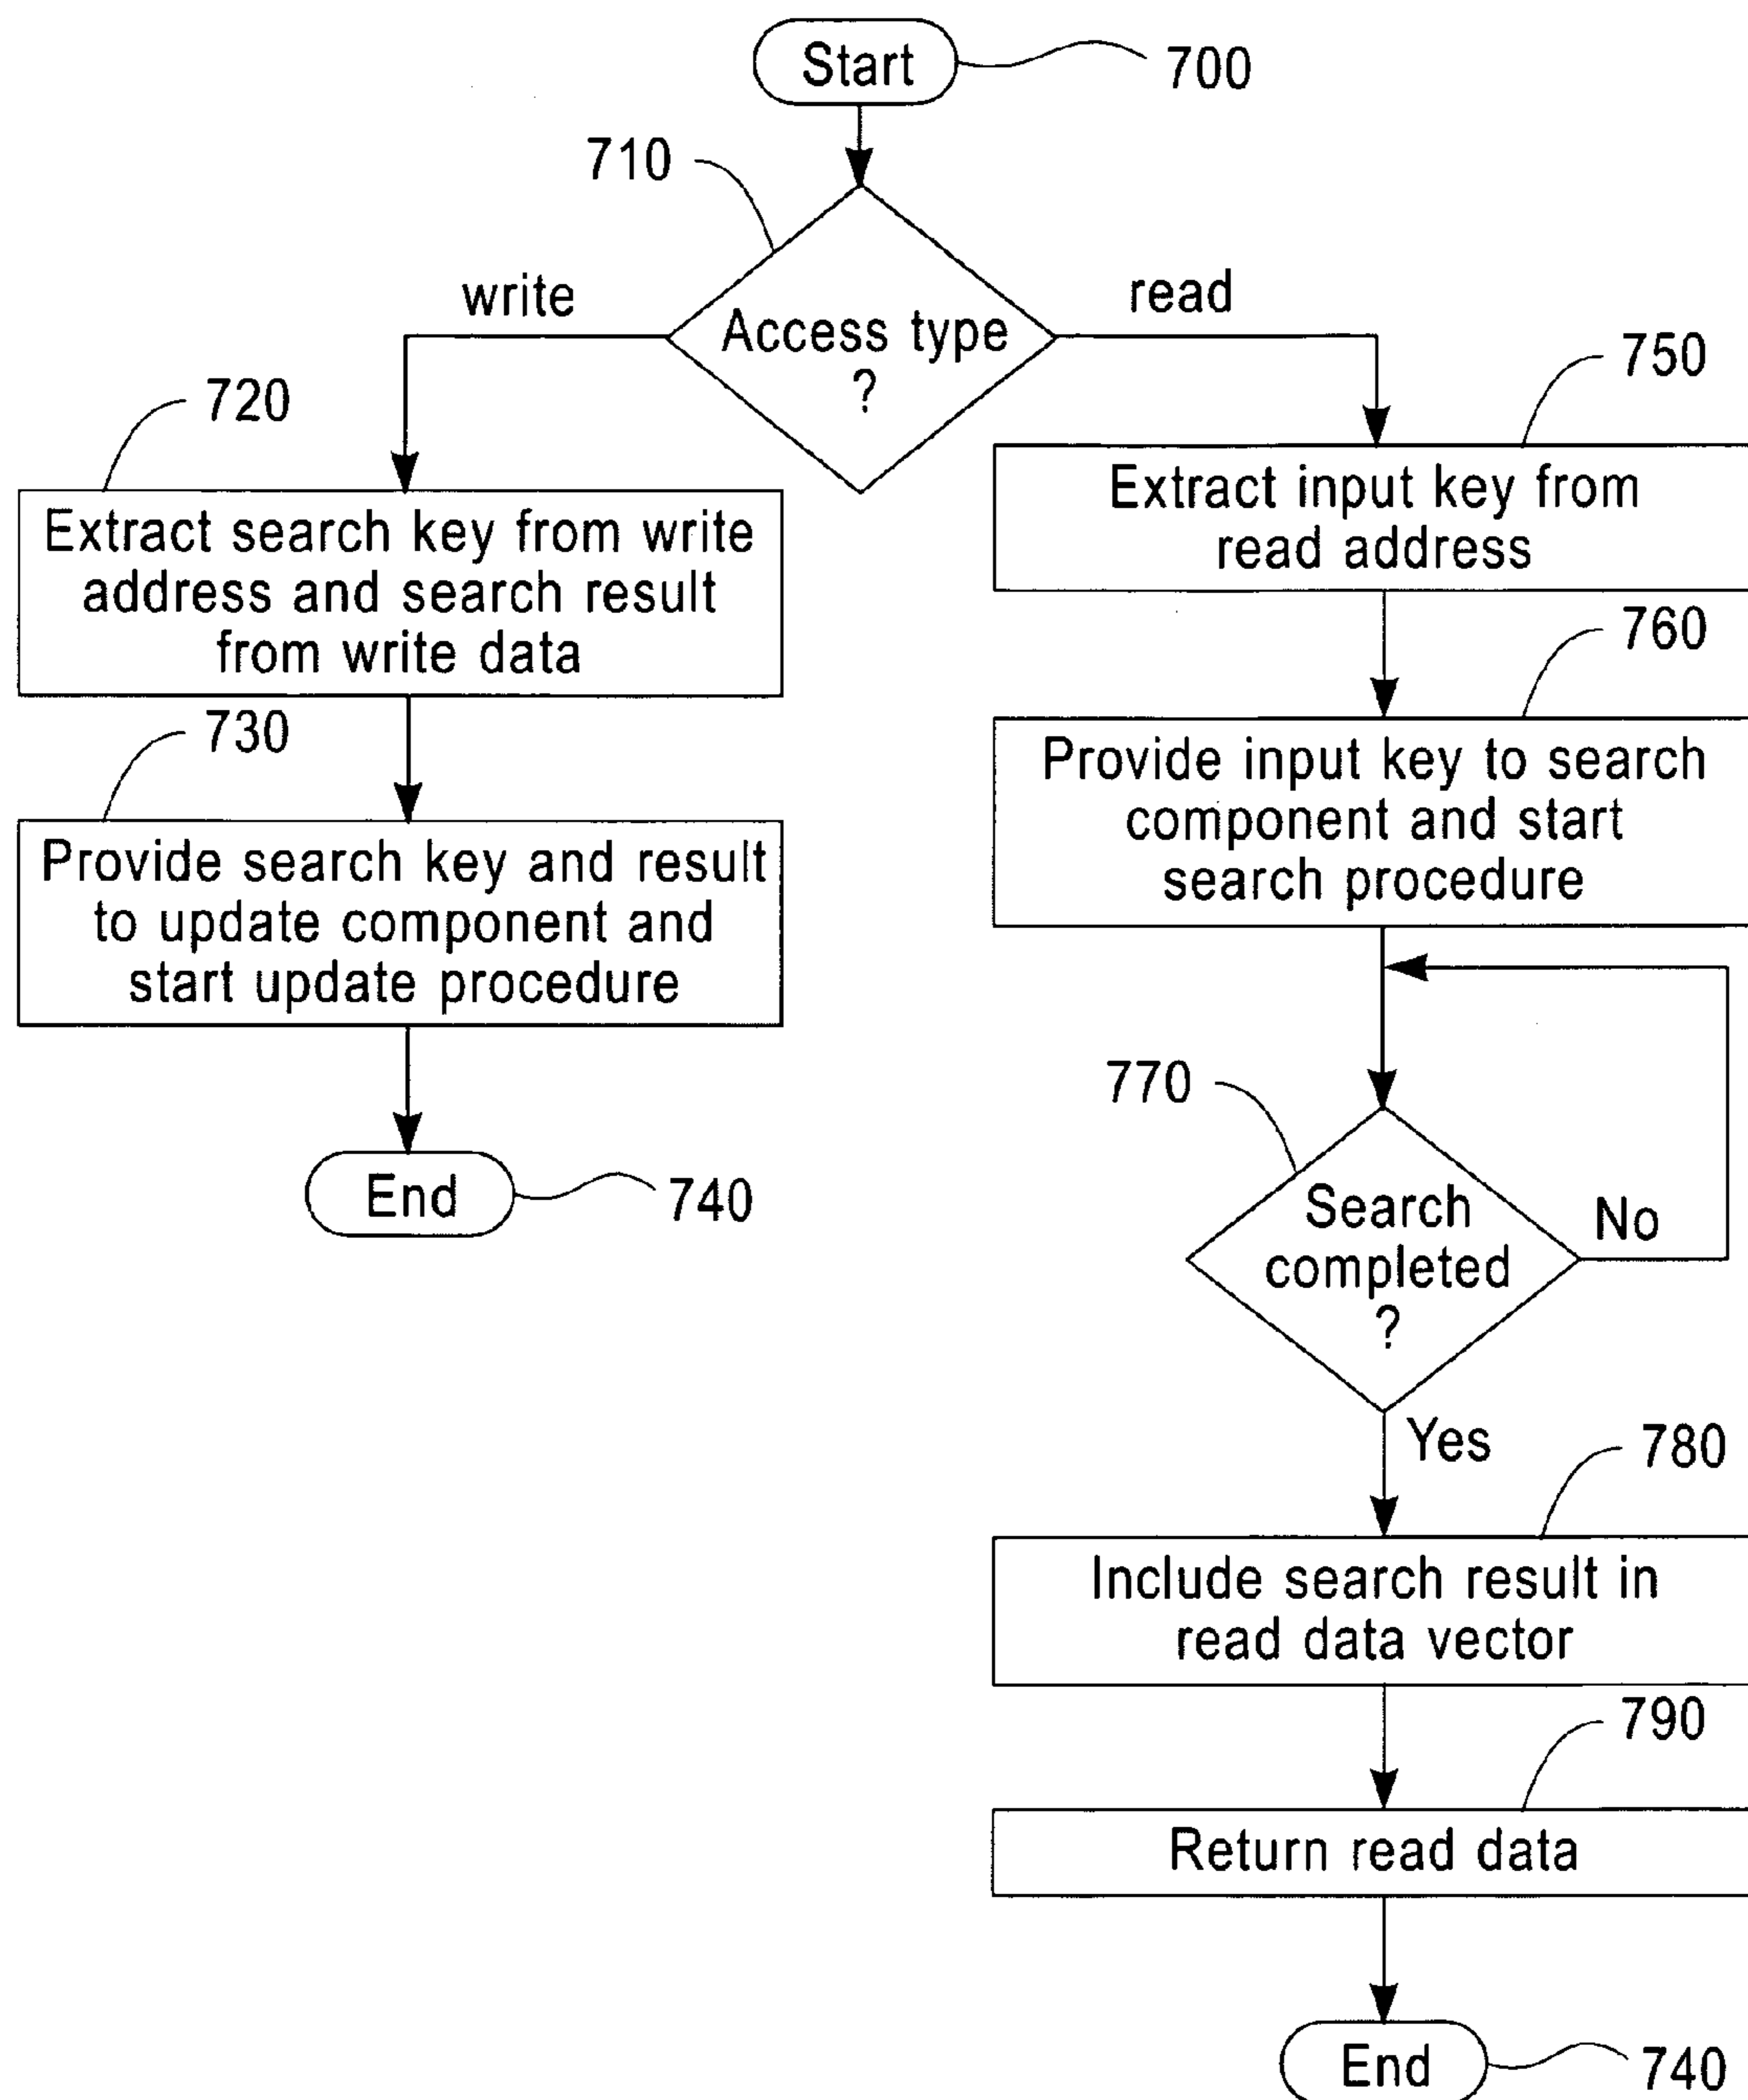 Start
700
710
write
Access type
?
read
720
Extract search key from write
address and search result
from write data
730
Provide search key and result
to update component and
start update procedure
End
740
750
Extract input key from
read address
760
Provide input key to search
component and start
search procedure
770
Search
completed
?
No
Yes
780
Include search result in
read data vector
790
Return read data
End
740